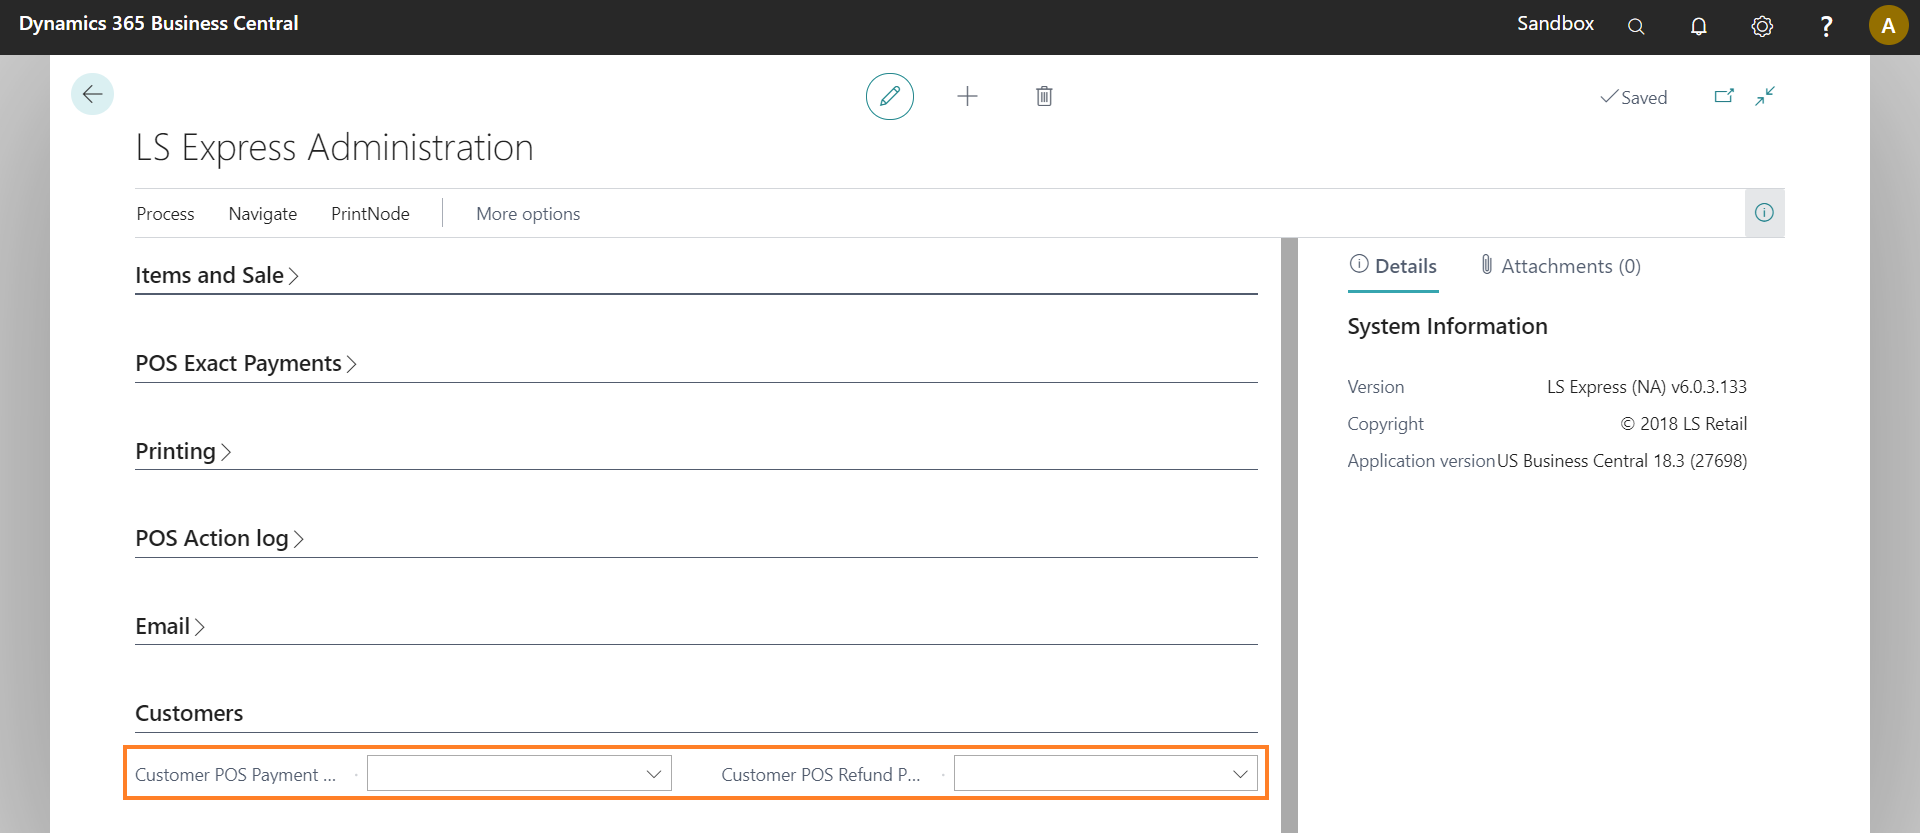 Dynamics 365 Business Central
Sandbox
?
A
Saved
LS Express Administration
Process Navigate PrintNode More options
Items and Sale
POS Exact Payments
Printing
POS Action log
Email
Customers
Customer POS Payment ...
Customer POS Refund P...
Details Attachments (0)
System Information
Version LS Express (NA) v6.0.3.133
Copyright © 2018 LS Retail
Application version US Business Central 18.3 (27698)